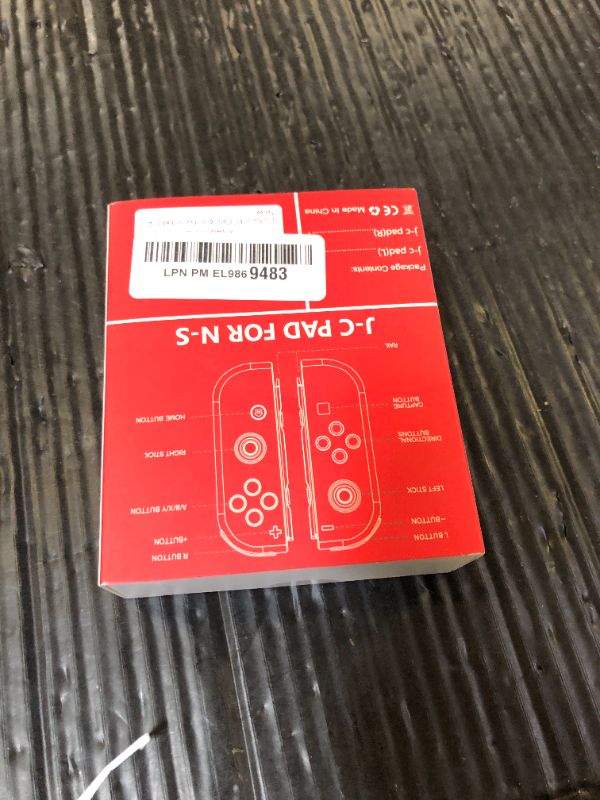 LPN PM EL986 9483
New
Made In China
Package Contents:
j-c pad(L)
j-c pad(R)
J-C PAD FOR N-S
L BUTTON
–BUTTON
LEFT STICK
DIRECTIONAL
BUTTONS
CAPTURE
BUTTON
RAIL
R BUTTON
+BUTTON
A/B/X/Y BUTTON
RIGHT STICK
HOME BUTTON